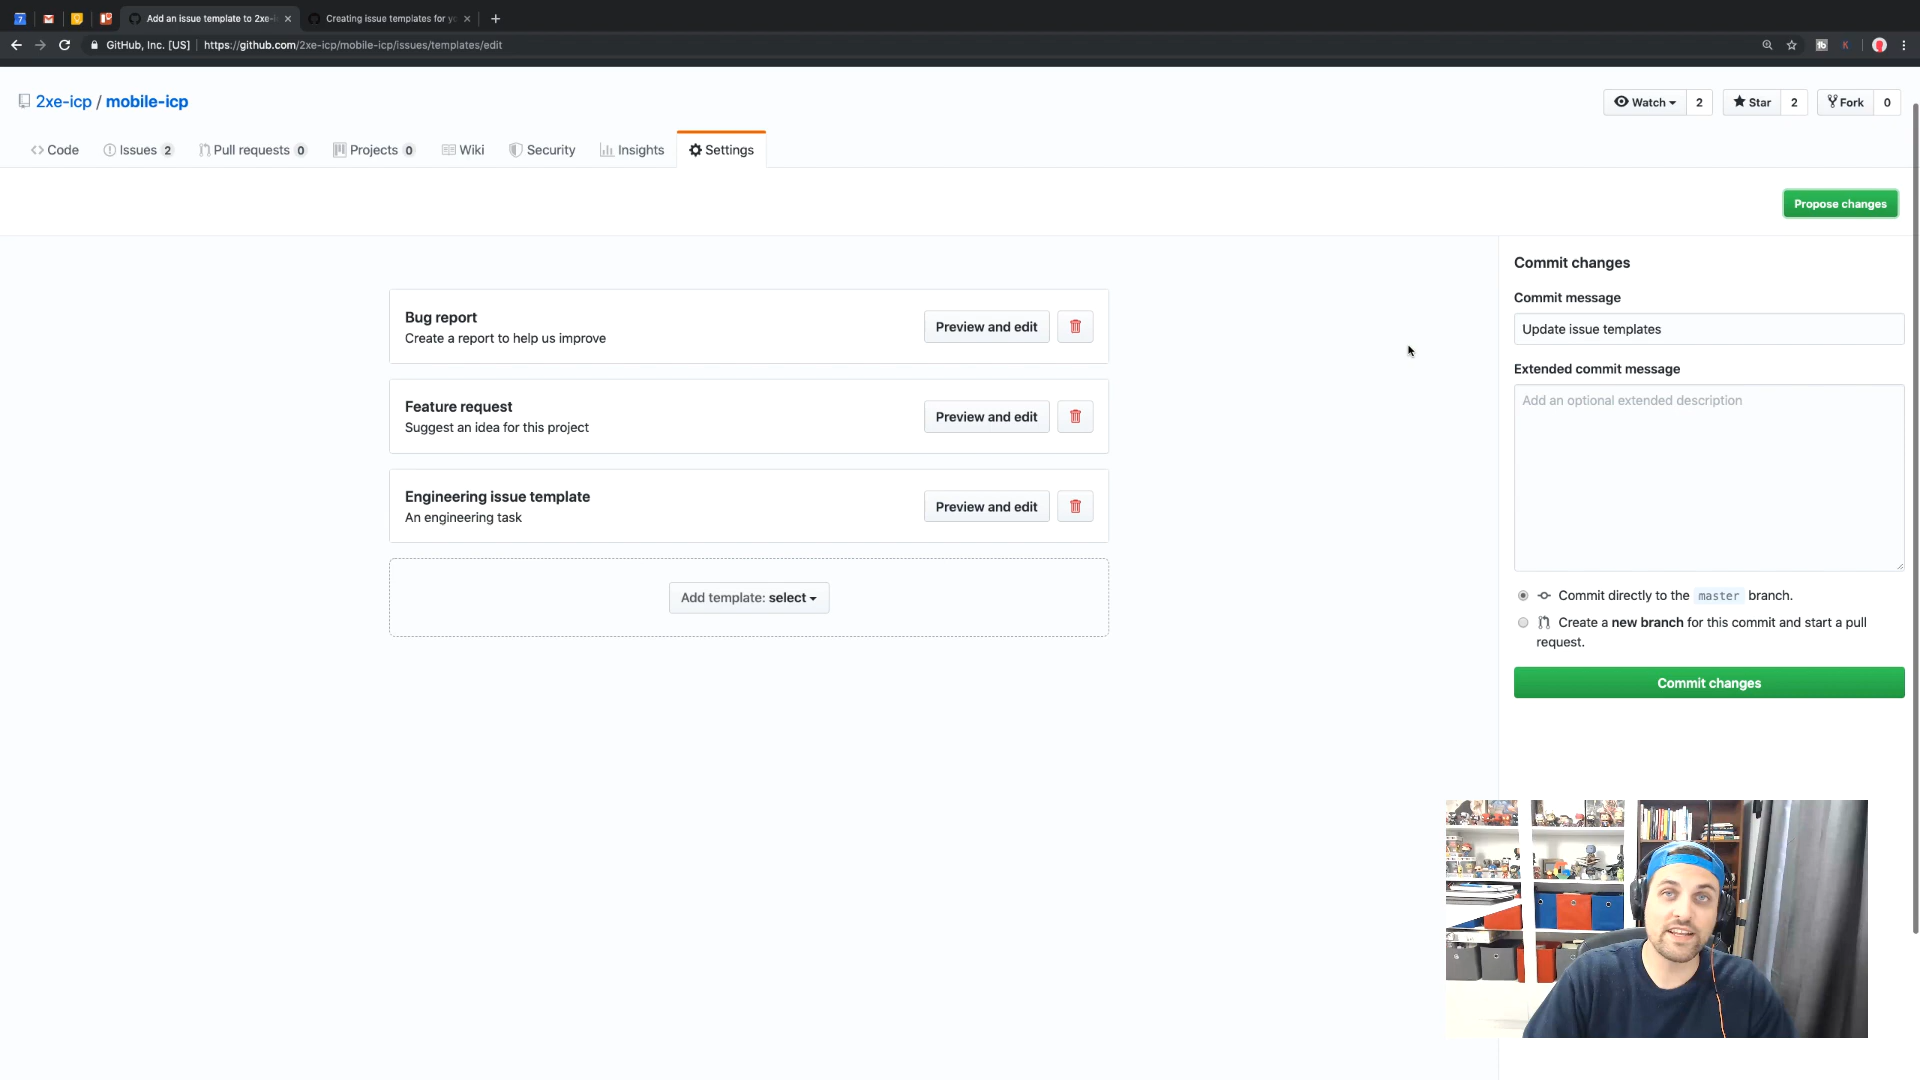 Add an issue template to 2xe-i
Creating issue templates for y
GitHub, Inc. [US]
https://github.com/2xe-icp/mobile-icp/issues/templates/edit
2xe-icp / mobile-icp
Watch 2
Star 2
Fork 0
Code
Issues 2
Pull requests 0
Projects 0
Wiki
Security
Insights
Settings
Propose changes
Commit changes
Commit message
Update issue templates
Extended commit message
Add an optional extended description
Commit directly to the master branch.
Create a new branch for this commit and start a pull
request.
Commit changes
Bug report
Create a report to help us improve
Preview and edit
Feature request
Suggest an idea for this project
Preview and edit
Engineering issue template
An engineering task
Preview and edit
Add template: select